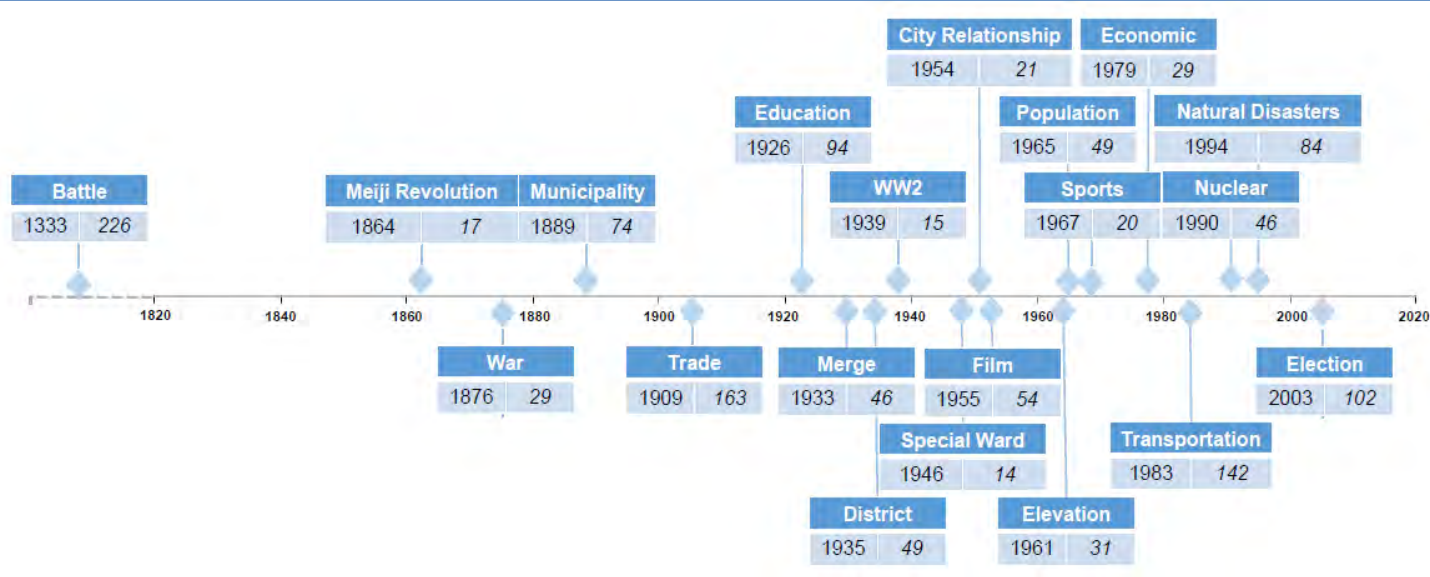 City Relationship
1954 21
Economic
1979 29
Education
1926 94
Population
1965 49
Natural Disasters
1994 84
Battle
1333 226
Meiji Revolution
1864 17
Municipality
1889 74
WW2
1939 15
Sports
1967 20
Nuclear
1990 46
1820 1840 1860 1880 1900 1920 1940 1960 1980 2000 2020
War
1876 29
Trade
1909 163
Merge
1933 46
Film
1955 54
Election
2003 102
Special Ward
1946 14
Transportation
1983 142
District
1935 49
Elevation
1961 31